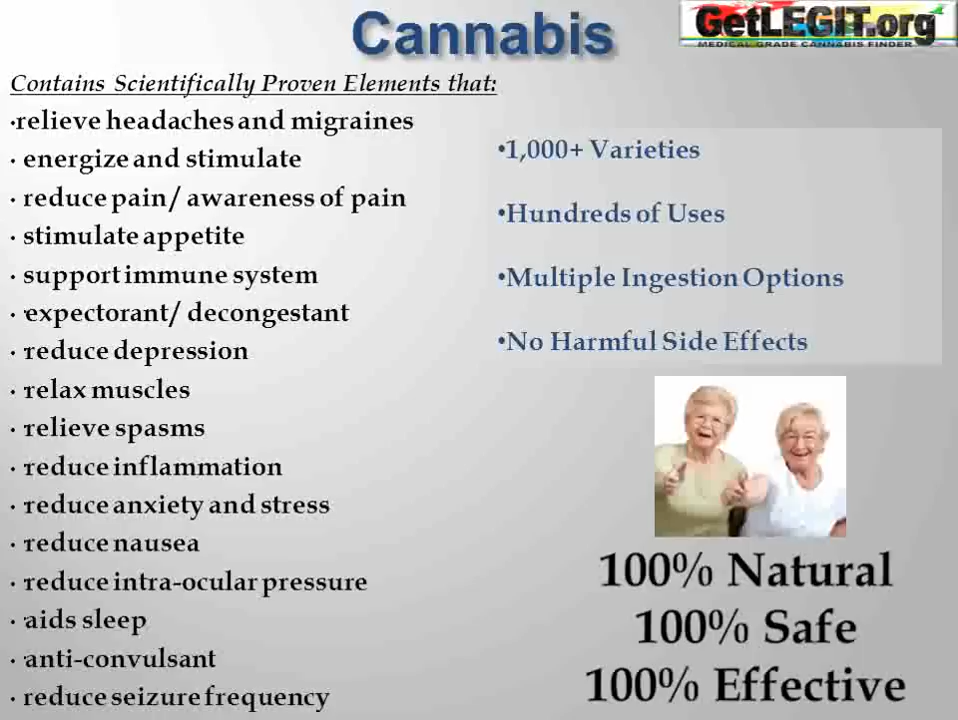 Cannabis
GetLEGIT.org
MEDICAL GRADE CANNABIS FINDER
Contains Scientifically Proven Elements that:
·relieve headaches and migraines
· energize and stimulate
· reduce pain/ awareness of pain
· stimulate appetite
· support immune system
· expectorant/ decongestant
· reduce depression
· relax muscles
· relieve spasms
· reduce inflammation
· reduce anxiety and stress
· reduce nausea
· reduce intra-ocular pressure
· aids sleep
· anti-convulsant
· reduce seizure frequency
•1,000+ Varieties
•Hundreds of Uses
•Multiple Ingestion Options
•No Harmful Side Effects
100% Natural
100% Safe
100% Effective